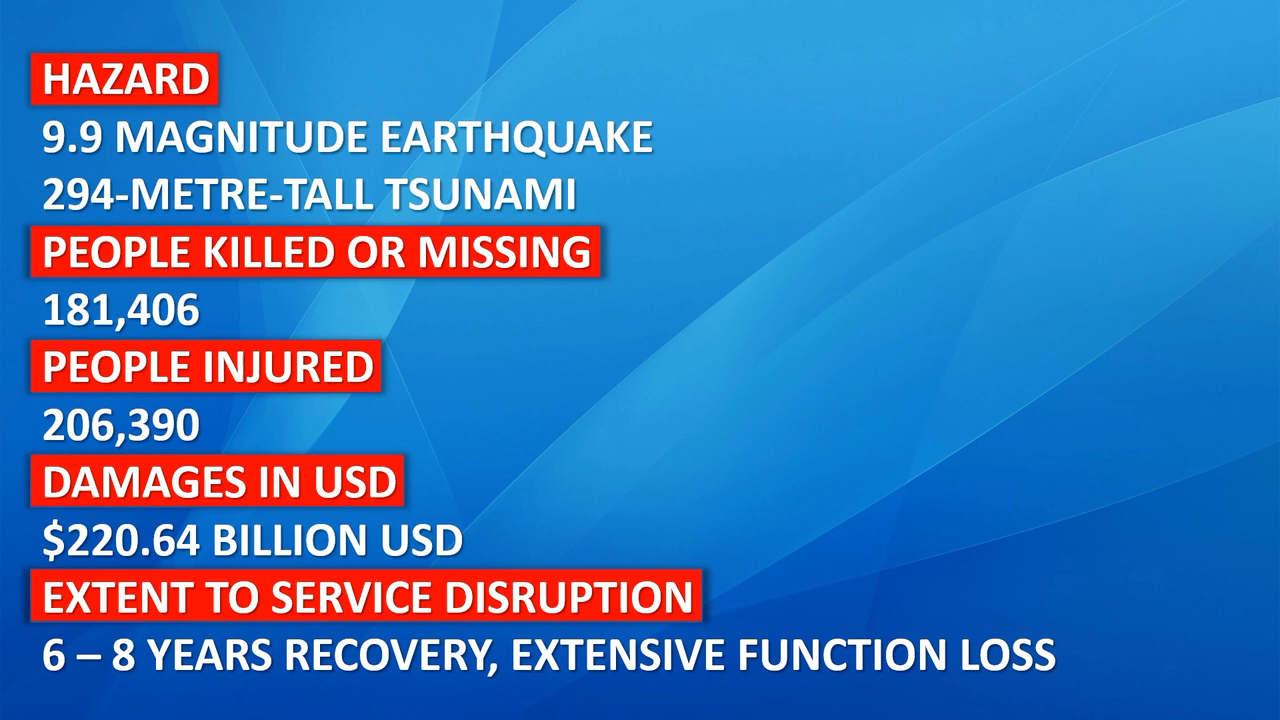 HAZARD
9.9 MAGNITUDE EARTHQUAKE
294-METRE-TALL TSUNAMI
PEOPLE KILLED OR MISSING
181,406
PEOPLE INJURED
206,390
DAMAGES IN USD
$220.64 BILLION USD
EXTENT TO SERVICE DISRUPTION
6 – 8 YEARS RECOVERY, EXTENSIVE FUNCTION LOSS